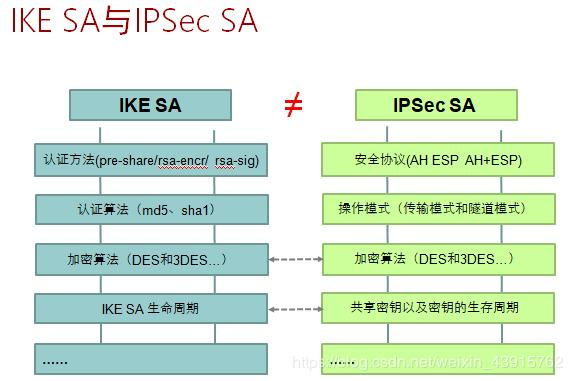 IKE SA与IPSec SA
IKE SA
≠
IPSec SA
认证方法(pre-share/rsa-encr/ rsa-sig)
安全协议(AH ESP AH+ESP)
认证算法（md5、sha1）
操作模式（传输模式和隧道模式）
加密算法（DES和3DES...）
加密算法（DES和3DES...）
IKE SA 生命周期
共享密钥以及密钥的生存周期
......
......
https://blog.csdn.net/weixin_43915762